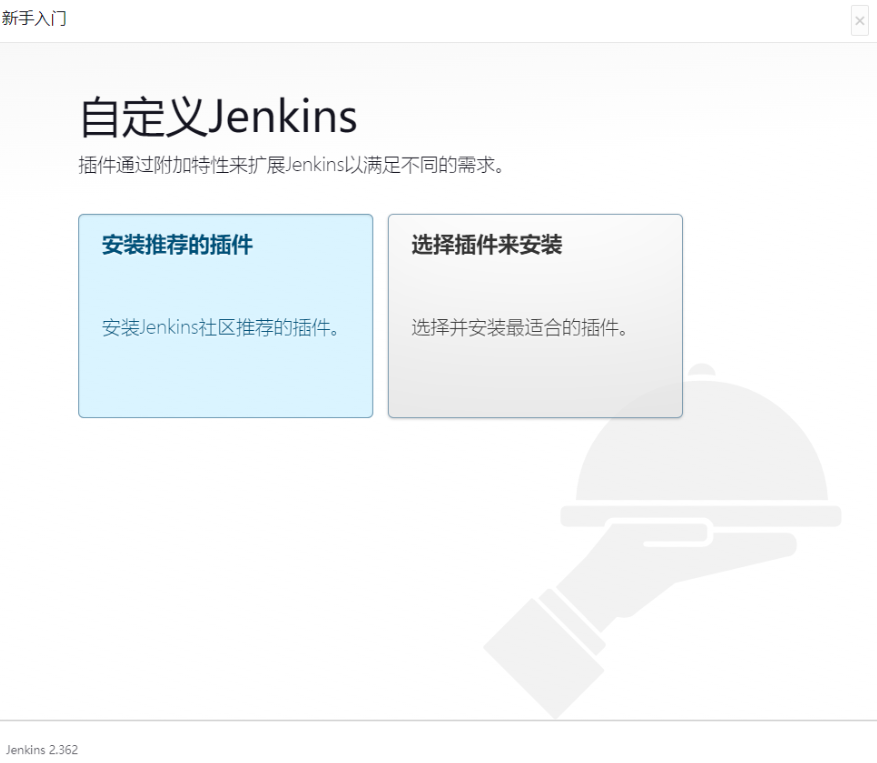 新手入门
×
自定义Jenkins
插件通过附加特性来扩展Jenkins以满足不同的需求。
安装推荐的插件
安装Jenkins社区推荐的插件。
选择插件来安装
选择并安装最适合的插件。
Jenkins 2.362